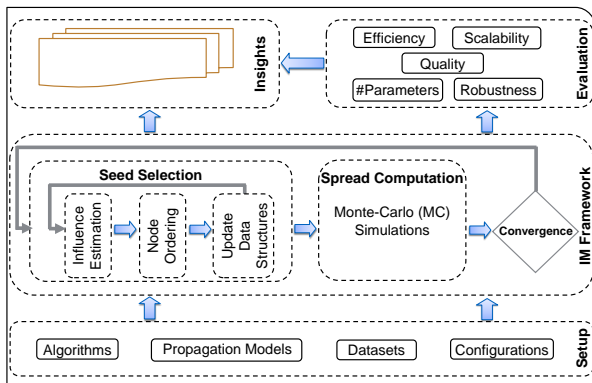 Insights
Efficiency
Scalability
Quality
#Parameters
Robustness
Evaluation
Seed Selection
Influence
Estimation
Node
Ordering
Update
Data
Structures
Spread Computation
Monte-Carlo (MC)
Simulations
Convergence
IM Framework
Algorithms
Propagation Models
Datasets
Configurations
Setup